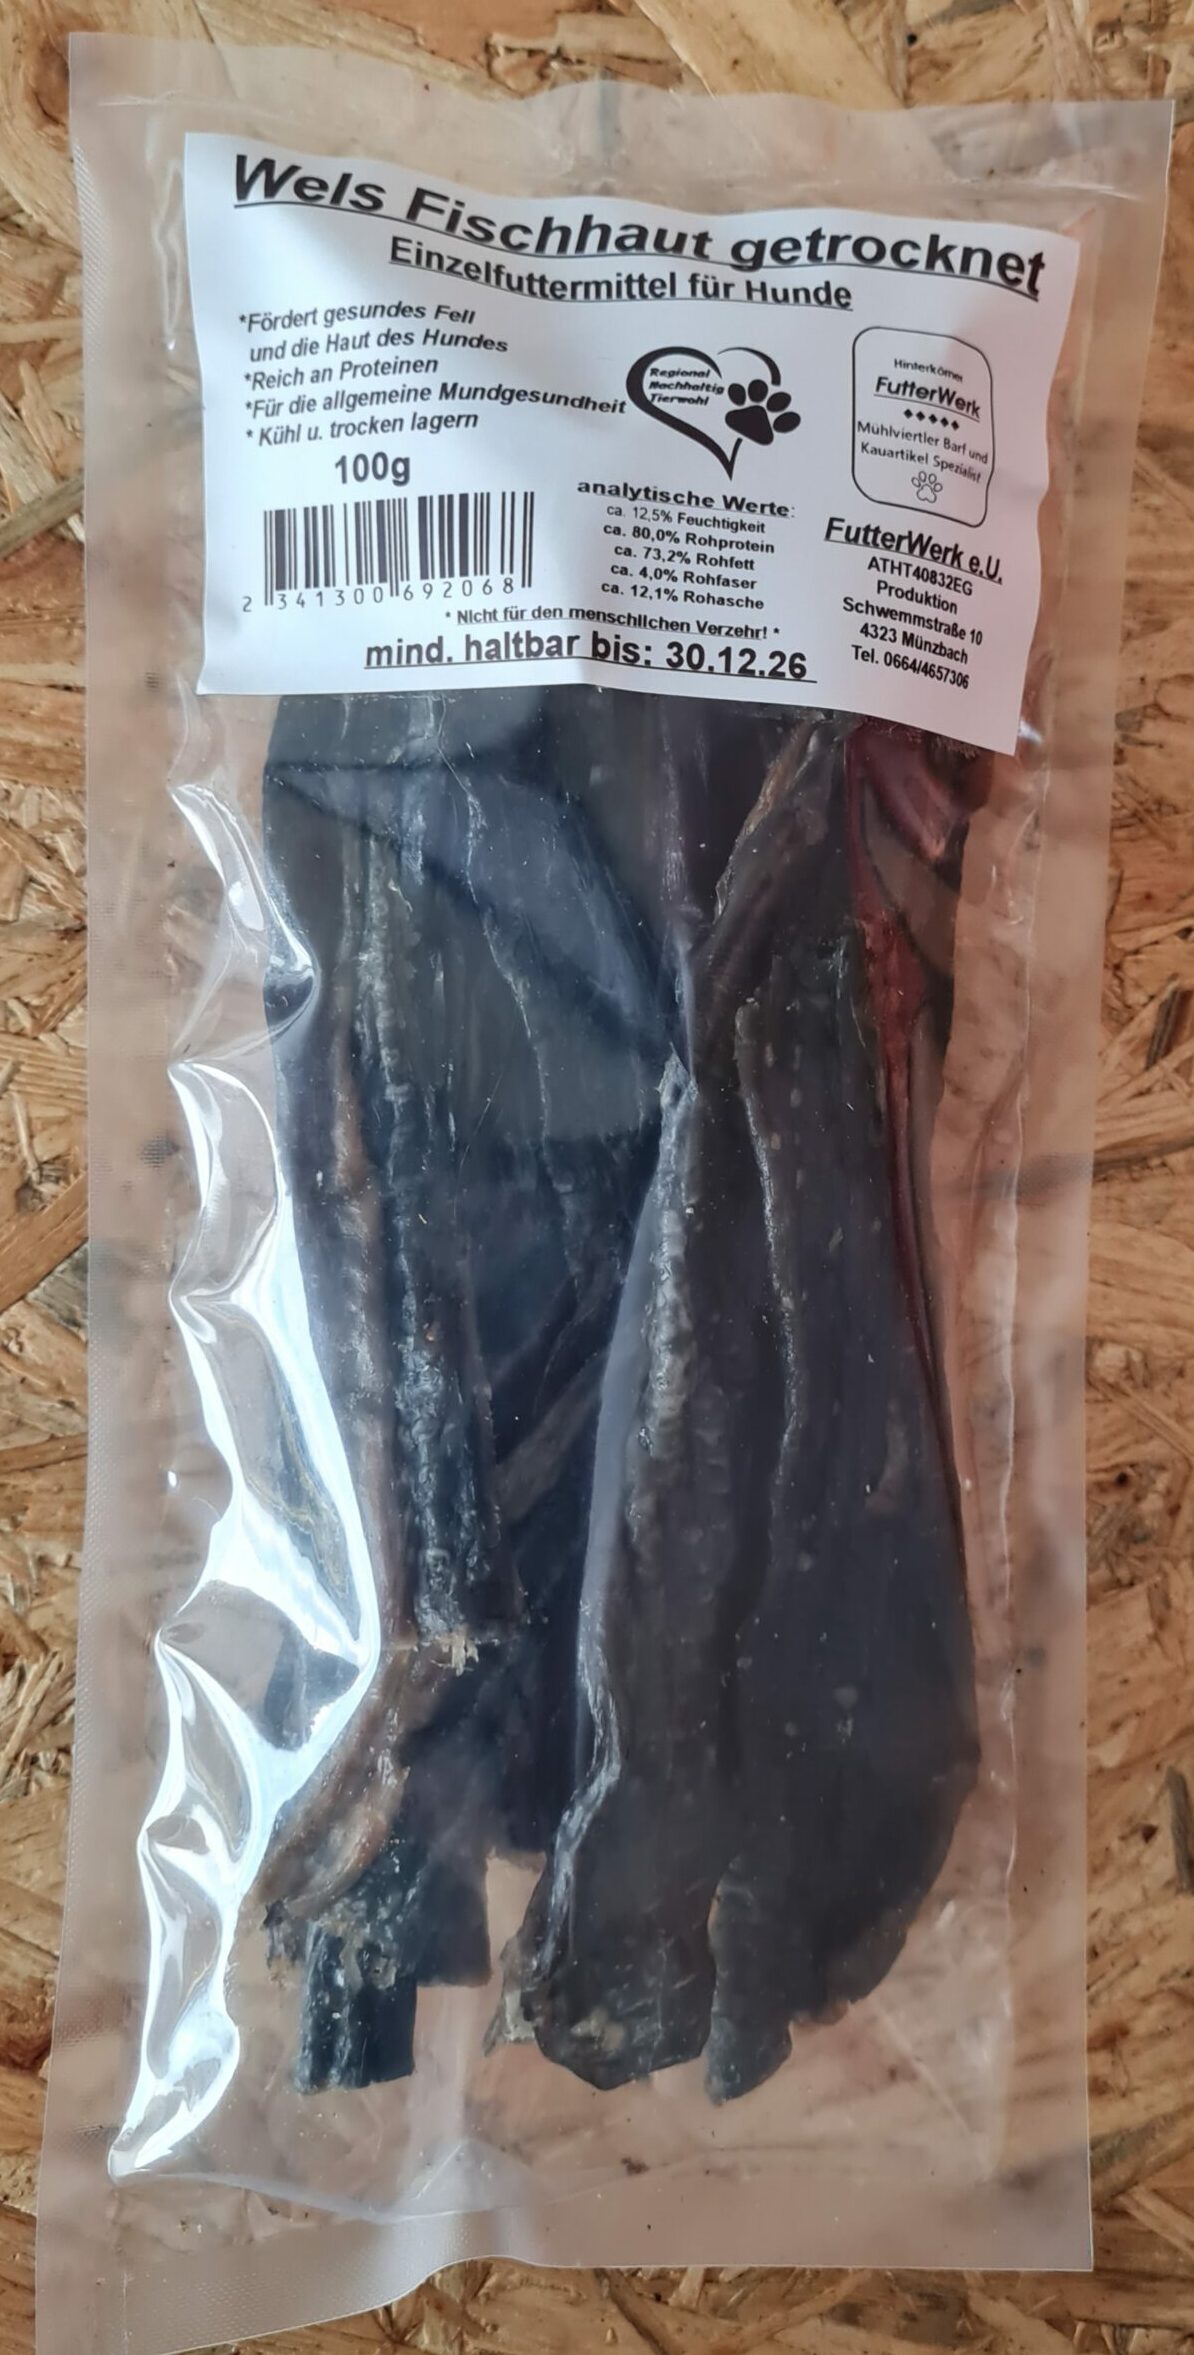 Wels Fischhaut getrocknet
Einzelfuttermittel für Hunde
*Fördert gesundes Fell
und die Haut des Hundes
*Reich an Proteinen
*Für die allgemeine Mundgesundheit
* Kühl u. trocken lagern
100g
2 341300 692068
Regional
Nachhaltig
Tierwohl
analytische Werte:
ca. 12,5% Feuchtigkeit
ca. 80,0% Rohprotein
ca. 73,2% Rohfett
ca. 4,0% Rohfaser
ca. 12,1% Rohasche
Hinterkörner
FutterWerk
Mühlviertler Barf und
Kauartikel Spezialist
FutterWerk e.U.
ATHT40832EG
Produktion
Schwemmstraße 10
4323 Münzbach
Tel. 0664/4657306
* Nicht für den menschlichen Verzehr! *
mind. haltbar bis: 30.12.26